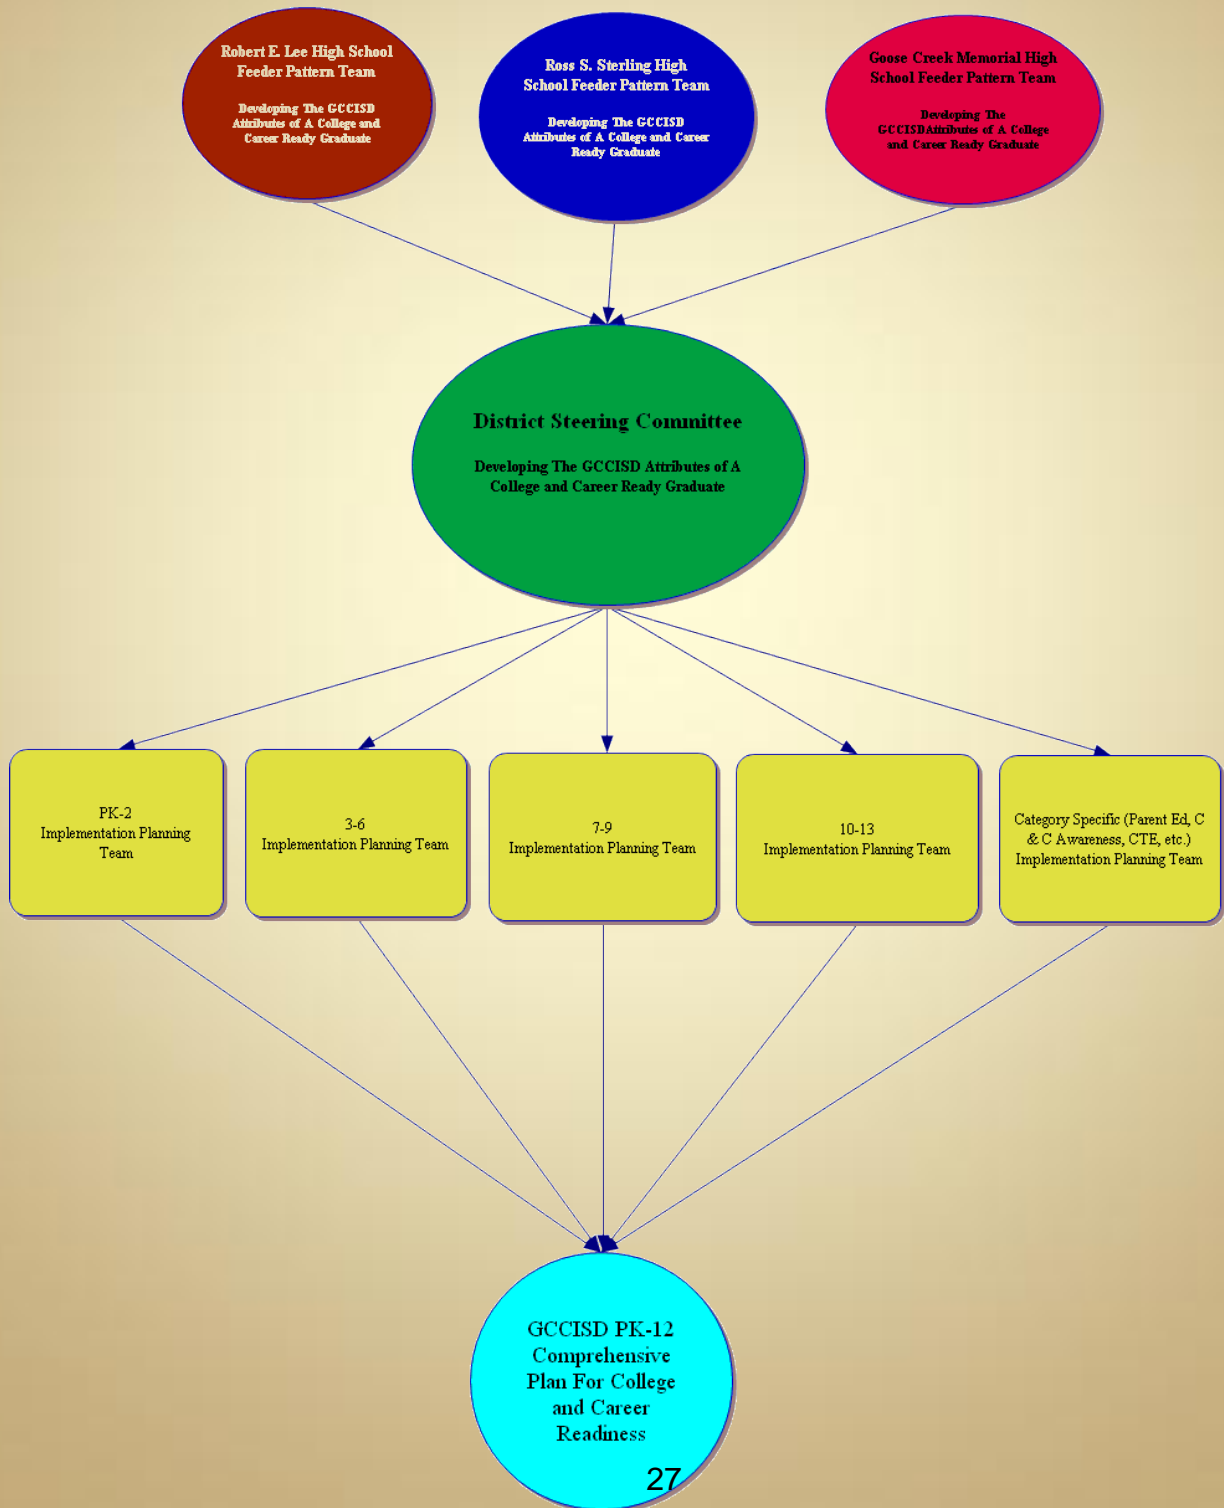 Robert E. Lee High School
Feeder Pattern Team
Developing The GCCISD
Attributes of A College and
Career Ready Graduate
Ross S. Sterling High
School Feeder Pattern Team
Developing The GCCISD
Attributes of A College and Career
Ready Graduate
Goose Creek Memorial High
School Feeder Pattern Team
Developing The
GCCISDAttributes of A College
and Career Ready Graduate
District Steering Committee
Developing The GCCISD Attributes of A
College and Career Ready Graduate
PK-2
Implementation Planning
Team
3-6
Implementation Planning Team
7-9
Implementation Planning Team
10-13
Implementation Planning Team
Category Specific (Parent Ed, C
& C Awareness, CTE, etc.)
Implementation Planning Team
GCCISD PK-12
Comprehensive
Plan For College
and Career
Readiness
27